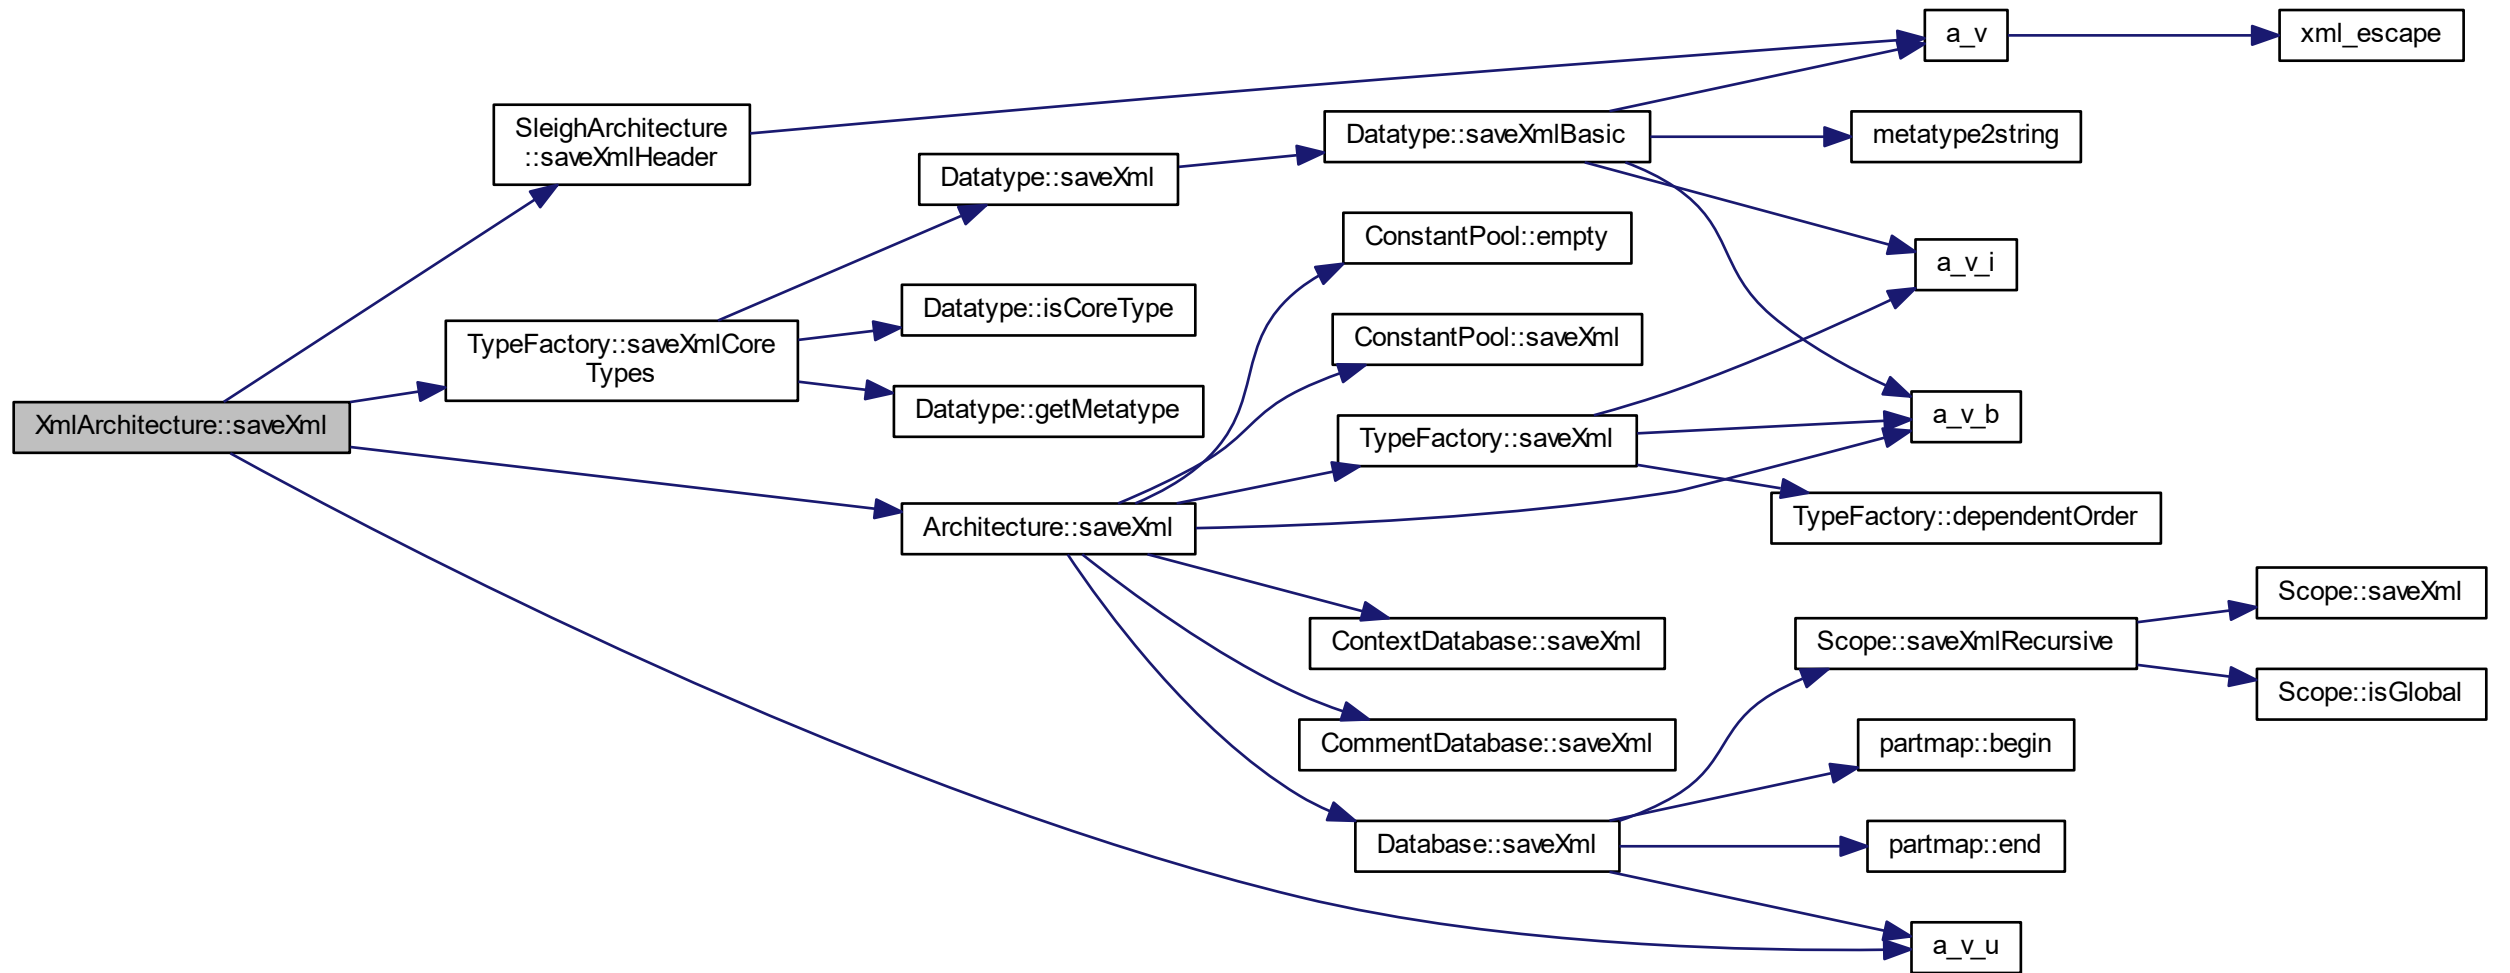 XmlArchitecture::saveXml
SleighArchitecture
::saveXmlHeader
TypeFactory::saveXmlCore
Types
Datatype::saveXml
Datatype::isCoreType
Datatype::getMetatype
Architecture::saveXml
Datatype::saveXmlBasic
ConstantPool::empty
ConstantPool::saveXml
TypeFactory::saveXml
ContextDatabase::saveXml
CommentDatabase::saveXml
Database::saveXml
a_v
metatype2string
a_v_i
a_v_b
TypeFactory::dependentOrder
Scope::saveXmlRecursive
partmap::begin
partmap::end
a_v_u
xml_escape
Scope::saveXml
Scope::isGlobal